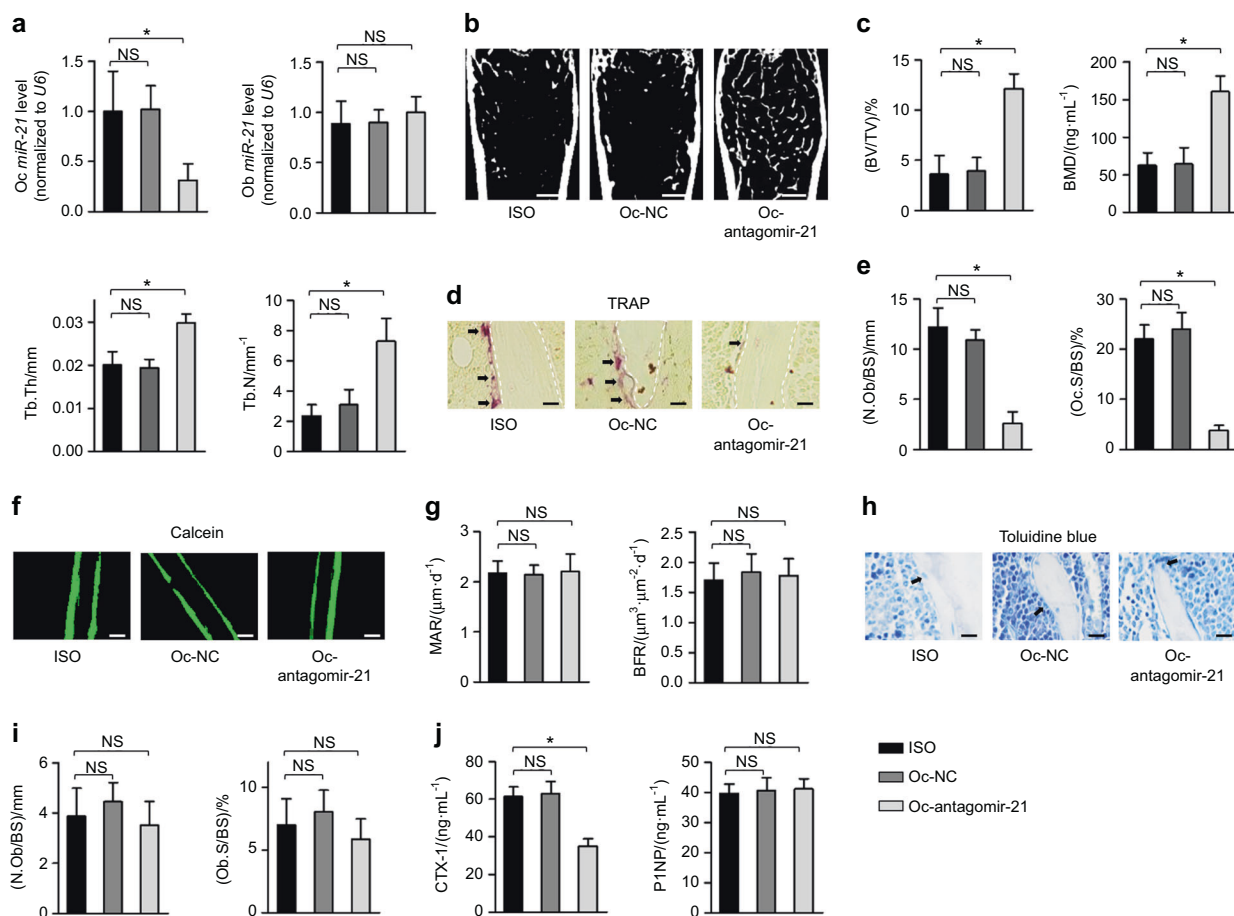 a
Oc miR-21 level
(normalized to U6)
1.5
1.0
0.5
0.0
*
NS
Ob miR-21 level
(normalized to U6)
1.5
1.0
0.5
0.0
NS
NS
b
ISO
Oc-NC
Oc-
antagomir-21
c
(BV/TV)/%
15
10
5
0
*
NS
BMD/(ng·mL⁻¹)
200
150
100
50
0
*
NS
Tb.Th/mm
0.03
0.02
0.01
0.00
*
NS
Tb.N/mm⁻¹
10
8
6
4
2
0
*
NS
d
TRAP
ISO
Oc-NC
Oc-
antagomir-21
e
(N.Ob/BS)/mm
15
10
5
0
*
NS
(Oc.S/BS)/%
30
20
10
0
*
NS
f
Calcein
ISO
Oc-NC
Oc-
antagomir-21
g
MAR/(μm·d⁻¹)
3
2
1
0
NS
NS
BFR/(μm³·μm⁻²·d⁻¹)
2.5
2.0
1.5
1.0
0.5
0.0
NS
NS
h
Toluidine blue
ISO
Oc-NC
Oc-
antagomir-21
i
(N.Ob/BS)/mm
6
4
2
0
NS
NS
(Ob.S/BS)/%
10
5
0
NS
NS
j
CTX-1/(ng·mL⁻¹)
80
60
40
20
0
*
NS
P1NP/(ng·mL⁻¹)
50
40
30
20
10
0
NS
NS
ISO
Oc-NC
Oc-antagomir-21